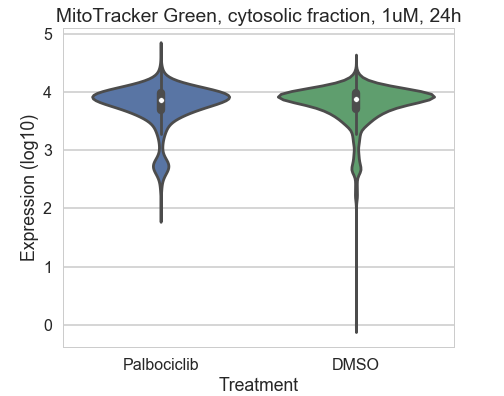 MitoTracker Green, cytosolic fraction, 1uM, 24h
5
4
3
2
1
0
Expression (log10)
Palbociclib DMSO
Treatment